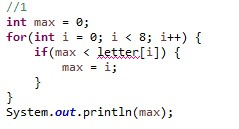 //1
int max = 0;
for(int i = 0; i < 8; i++) {
if(max < letter[i]) {
max = i;
}
}
System.out.println(max);